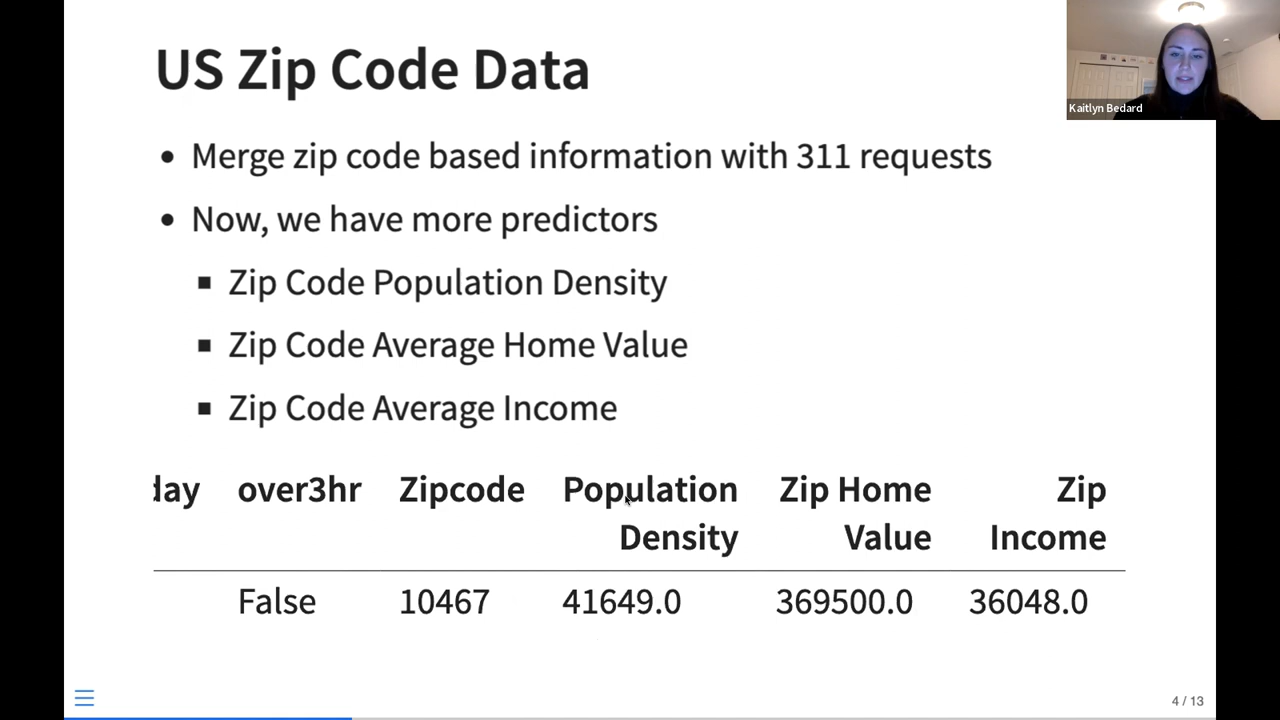 US Zip Code Data
Kaitlyn Bedard
Merge zip code based information with 311 requests
Now, we have more predictors
Zip Code Population Density
Zip Code Average Home Value
Zip Code Average Income
day over3hr Zipcode Population Zip Home Zip
Density Value Income
False 10467 41649.0 369500.0 36048.0
4 / 13